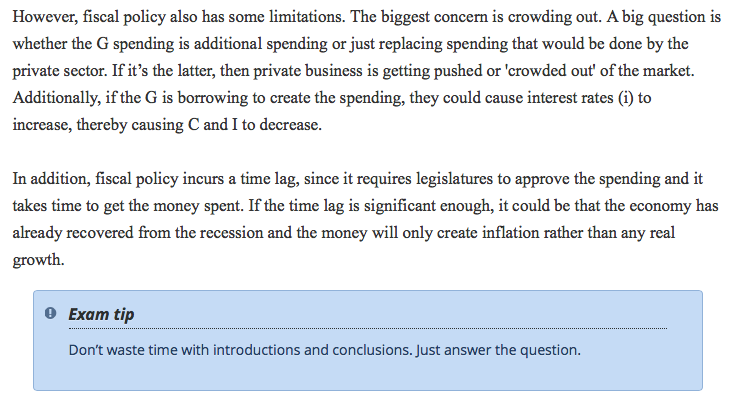 However, fiscal policy also has some limitations. The biggest concern is crowding out. A big question is
whether the G spending is additional spending or just replacing spending that would be done by the
private sector. If it’s the latter, then private business is getting pushed or 'crowded out' of the market.
Additionally, if the G is borrowing to create the spending, they could cause interest rates (i) to
increase, thereby causing C and I to decrease.
In addition, fiscal policy incurs a time lag, since it requires legislatures to approve the spending and it
takes time to get the money spent. If the time lag is significant enough, it could be that the economy has
already recovered from the recession and the money will only create inflation rather than any real
growth.
Exam tip
Don’t waste time with introductions and conclusions. Just answer the question.